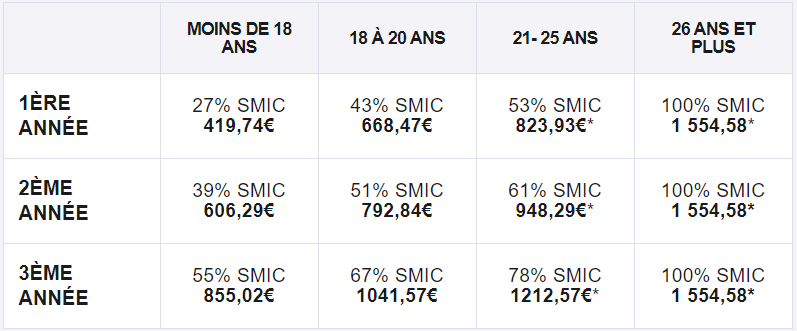 MOINS DE 18
ANS
18 À 20 ANS
21- 25 ANS
26 ANS ET
PLUS
1ÈRE
ANNÉE
27% SMIC
419,74€
43% SMIC
668,47€
53% SMIC
823,93€*
100% SMIC
1 554,58*
2ÈME
ANNÉE
39% SMIC
606,29€
51% SMIC
792,84€
61% SMIC
948,29€*
100% SMIC
1 554,58*
3ÈME
ANNÉE
55% SMIC
855,02€
67% SMIC
1041,57€
78% SMIC
1212,57€*
100% SMIC
1 554,58*